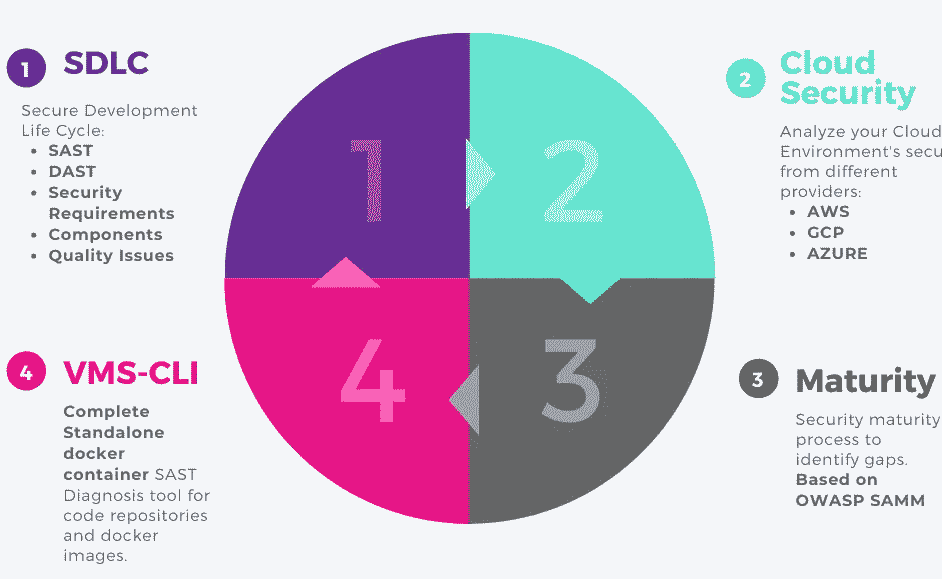 1
SDLC
Secure Development
Life Cycle:
• SAST
• DAST
• Security
Requirements
• Components
• Quality Issues
1
2
3
4
2
Cloud
Security
Analyze your Cloud
Environment's secu
from different
providers:
• AWS
• GCP
• AZURE
3
Maturity
Security maturity
process to
identify gaps.
Based on
OWASP SAMM
4
VMS-CLI
Complete
Standalone
docker
container SAST
Diagnosis tool for
code repositories
and docker
images.